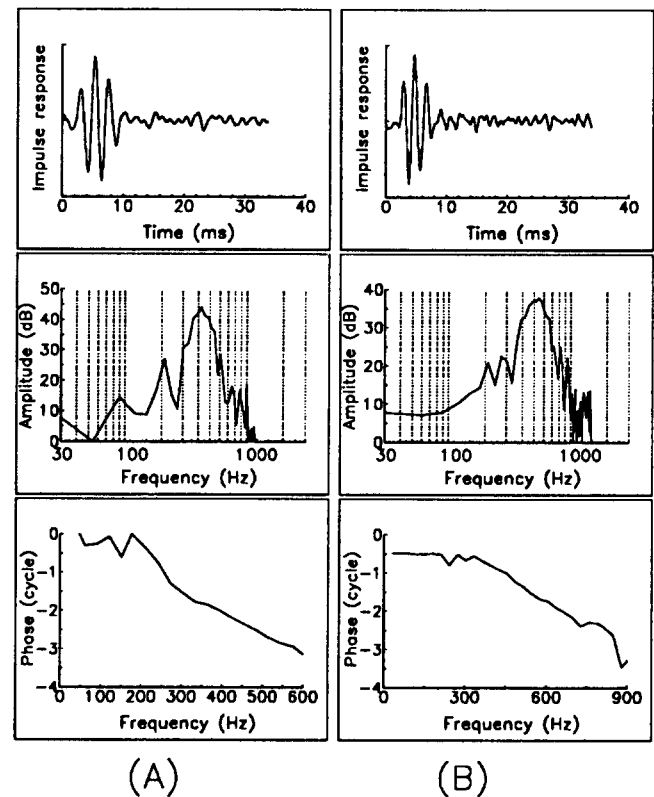 Impulse response
0 10 20 30 40
Time (ms)
Impulse response
0 10 20 30 40
Time (ms)
Amplitude (dB)
50
40
30
20
10
0
30 100 1000
Frequency (Hz)
Amplitude (dB)
40
30
20
10
0
30 100 1000
Frequency (Hz)
Phase (cycle)
0
-1
-2
-3
-4
0 100 200 300 400 500 600
Frequency (Hz)
Phase (cycle)
0
-1
-2
-3
-4
0 300 600 900
Frequency (Hz)
(A)
(B)